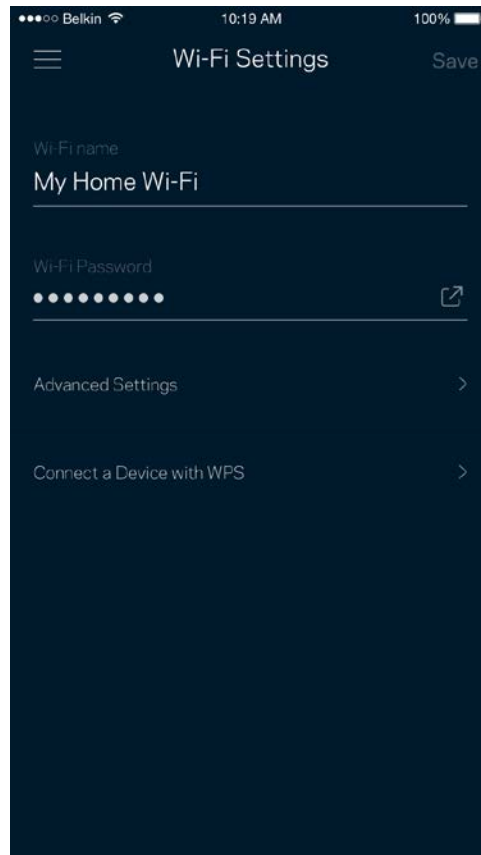 Belkin 10:19 AM 100%
Wi-Fi Settings Save
Wi-Fi name
My Home Wi-Fi
Wi-Fi Password
●●●●●●●●●
Advanced Settings >
Connect a Device with WPS >